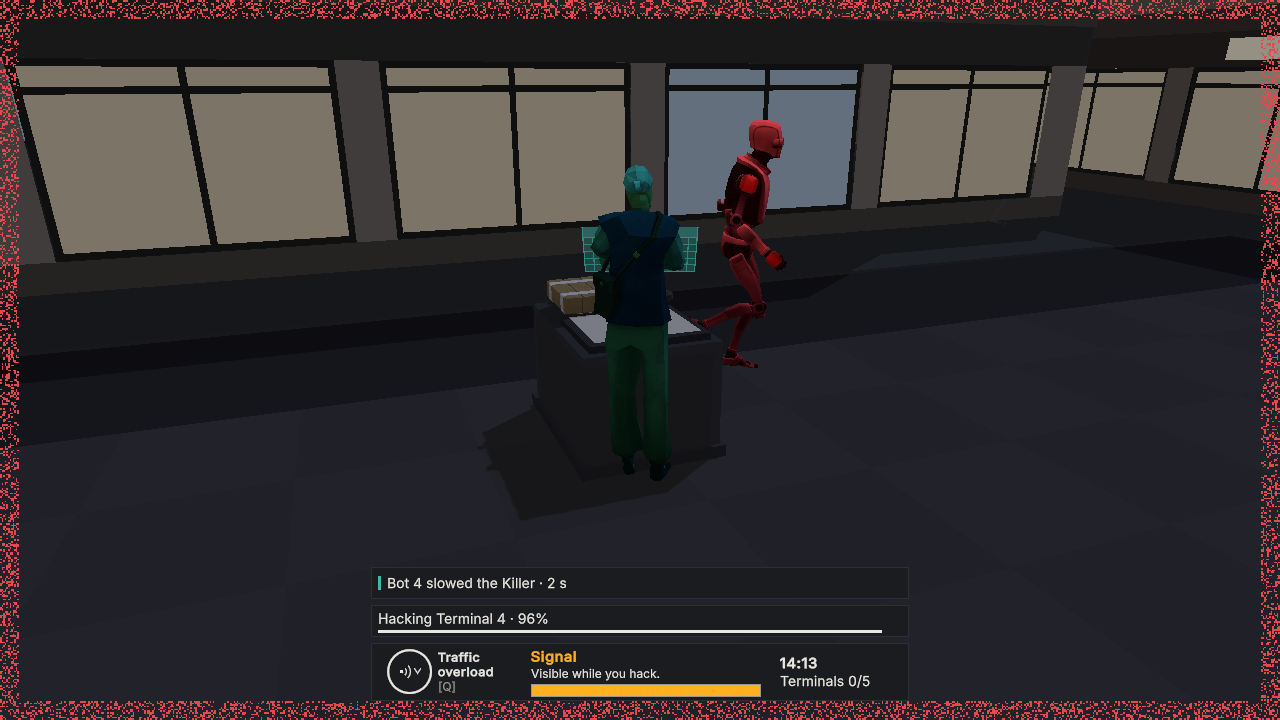 Bot 4 slowed the Killer · 2 s
Hacking Terminal 4 · 96%
Traffic
overload
[Q]
Signal
Visible while you hack.
14:13
Terminals 0/5